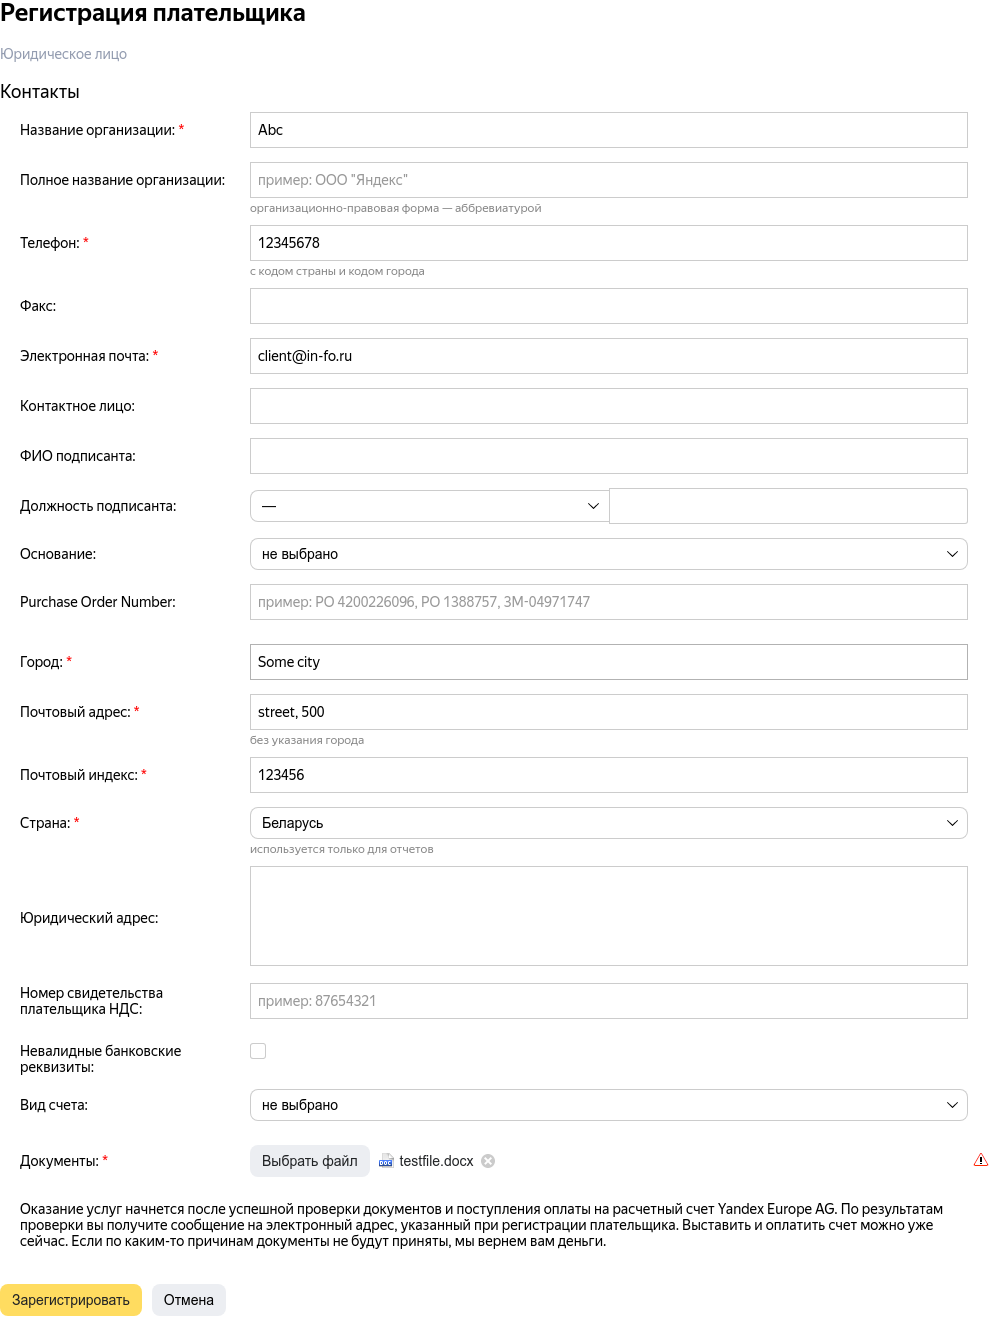 Регистрация плательщика
Юридическое лицо
Контакты
Название организации: * Abc
Полное название организации: пример: ООО "Яндекс"
организационно-правовая форма — аббревиатурой
Телефон: * 12345678
с кодом страны и кодом города
Факс:
Электронная почта: * client@in-fo.ru
Контактное лицо:
ФИО подписанта:
Должность подписанта: —
Основание: не выбрано
Purchase Order Number: пример: PO 4200226096, PO 1388757, ЗМ-04971747
Город: * Some city
Почтовый адрес: * street, 500
без указания города
Почтовый индекс: * 123456
Страна: * Беларусь
используется только для отчетов
Юридический адрес:
Номер свидетельства
плательщика НДС: пример: 87654321
Невалидные банковские
реквизиты:
Вид счета: не выбрано
Документы: * Выбрать файл DOC testfile.docx
Оказание услуг начнется после успешной проверки документов и поступления оплаты на расчетный счет Yandex Europe AG. По результатам
проверки вы получите сообщение на электронный адрес, указанный при регистрации плательщика. Выставить и оплатить счет можно уже
сейчас. Если по каким-то причинам документы не будут приняты, мы вернем вам деньги.
Зарегистрировать Отмена